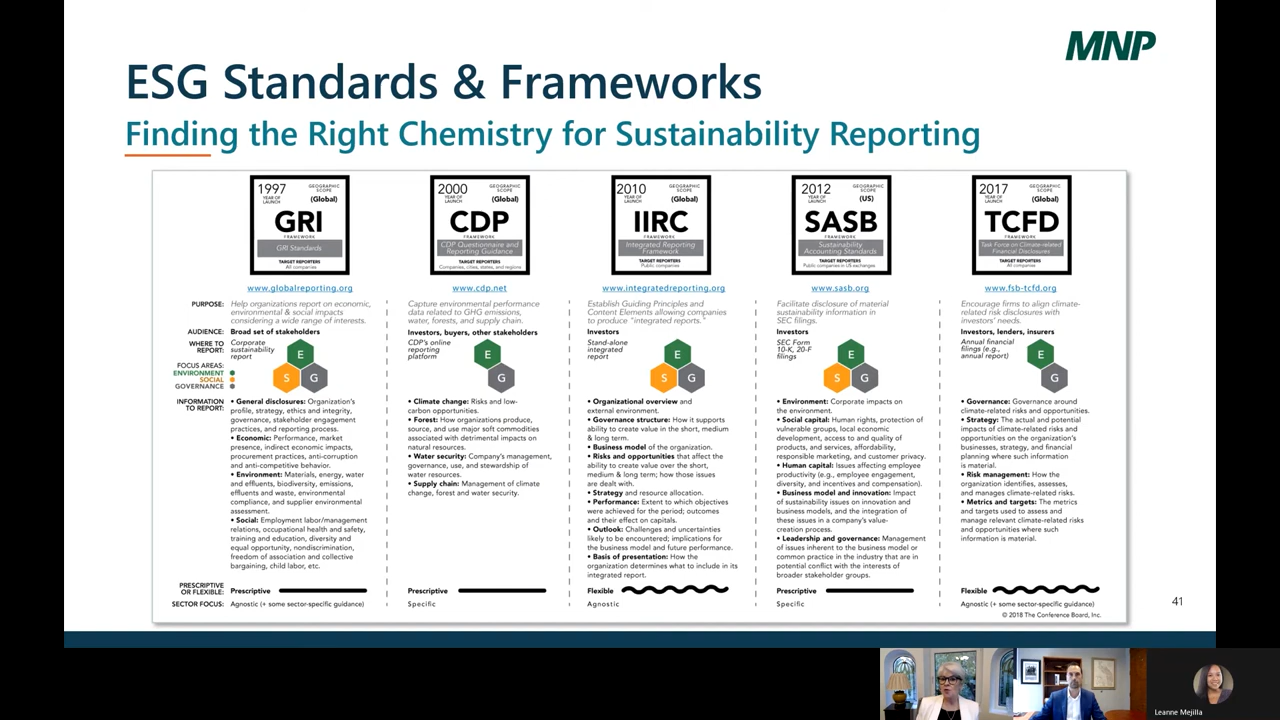 MNP
ESG Standards & Frameworks
Finding the Right Chemistry for Sustainability Reporting
1997
YEAR OF
LAUNCH
GEOGRAPHIC
SCOPE
(Global)
GRI
FRAMEWORK
GRI Standards
TARGET REPORTERS
All companies
2000
YEAR OF
LAUNCH
GEOGRAPHIC
SCOPE
(Global)
CDP
FRAMEWORK
CDP Questionnaire and
Reporting Guidance
TARGET REPORTERS
Companies, cities, states, and regions
2010
YEAR OF
LAUNCH
GEOGRAPHIC
SCOPE
(Global)
IIRC
FRAMEWORK
Integrated Reporting
Framework
TARGET REPORTERS
Public companies
2012
YEAR OF
LAUNCH
GEOGRAPHIC
SCOPE
(US)
SASB
FRAMEWORK
Sustainability
Accounting Standards
TARGET REPORTERS
Public companies in US exchanges
2017
YEAR OF
LAUNCH
GEOGRAPHIC
SCOPE
(Global)
TCFD
FRAMEWORK
Task Force on Climate-related
Financial Disclosures
TARGET REPORTERS
All companies
www.globalreporting.org
www.cdp.net
www.integratedreporting.org
www.sasb.org
www.fsb-tcfd.org
PURPOSE:
Help organizations report on economic,
environmental & social impacts
considering a wide range of interests.
Capture environmental performance
data related to GHG emissions,
water, forests, and supply chain.
Establish Guiding Principles and
Content Elements allowing companies
to produce "integrated reports."
Facilitate disclosure of material
sustainability information in
SEC filings.
Encourage firms to align climate-
related risk disclosures with
investors' needs.
AUDIENCE:
Broad set of stakeholders
Investors, buyers, other stakeholders
Investors
Investors
Investors, lenders, insurers
WHERE TO
REPORT:
Corporate
sustainability
report
CDP's online
reporting
platform
Stand-alone
integrated
report
SEC Form
10-K, 20-F
filings
Annual financial
filings (e.g.,
annual report)
FOCUS AREAS:
ENVIRONMENT
SOCIAL
GOVERNANCE
E
S
G
E
G
E
S
G
E
S
G
E
G
INFORMATION
TO REPORT:
• General disclosures: Organization's
profile, strategy, ethics and integrity,
governance, stakeholder engagement
practices, and reporting process.
• Economic: Performance, market
presence, indirect economic impacts,
procurement practices, anti-corruption
and anti-competitive behavior.
• Environment: Materials, energy, water
and effluents, biodiversity, emissions,
effluents and waste, environmental
compliance, and supplier environmental
assessment.
• Social: Employment labor/management
relations, occupational health and safety,
training and education, diversity and
equal opportunity, nondiscrimination,
freedom of association and collective
bargaining, child labor, etc.
• Climate change: Risks and low-
carbon opportunities.
• Forest: How organizations produce,
source, and use major soft commodities
associated with detrimental impacts on
natural resources.
• Water security: Company's management,
governance, use, and stewardship of
water resources.
• Supply chain: Management of climate
change, forest and water security.
• Organizational overview and
external environment.
• Governance structure: How it supports
ability to create value in the short, medium
& long term.
• Business model of the organization.
• Risks and opportunities that affect the
ability to create value over the short,
medium & long term; how those issues
are dealt with.
• Strategy and resource allocation.
• Performance: Extent to which objectives
were achieved for the period; outcomes
and their effect on capitals.
• Outlook: Challenges and uncertainties
likely to be encountered; implications for
the business model and future performance.
• Basis of presentation: How the
organization determines what to include in its
integrated report.
• Environment: Corporate impacts on
the environment.
• Social capital: Human rights, protection of
vulnerable groups, local economic
development, access to and quality of
products, and services, affordability,
responsible marketing, and customer privacy.
• Human capital: Issues affecting employee
productivity (e.g., employee engagement,
diversity, and incentives and compensation).
• Business model and innovation: Impact
of sustainability issues on innovation and
business models, and the integration of
these issues in a company's value-
creation process.
• Leadership and governance: Management
of issues inherent to the business model or
common practice in the industry that are in
potential conflict with the interests of
broader stakeholder groups.
• Governance: Governance around
climate-related risks and opportunities.
• Strategy: The actual and potential
impacts of climate-related risks and
opportunities on the organization's
business, strategy, and financial
planning where such information
is material.
• Risk management: How the
organization identifies, assesses,
and manages climate-related risks.
• Metrics and targets: The metrics
and targets used to assess and
manage relevant climate-related risks
and opportunities where such
information is material.
PRESCRIPTIVE
OR FLEXIBLE:
Prescriptive
Prescriptive
Flexible
Prescriptive
Flexible
SECTOR FOCUS:
Agnostic (+ some sector-specific guidance)
Specific
Agnostic
Specific
Agnostic (+ some sector-specific guidance)
© 2018 The Conference Board, Inc.
41
Leanne Mejilla